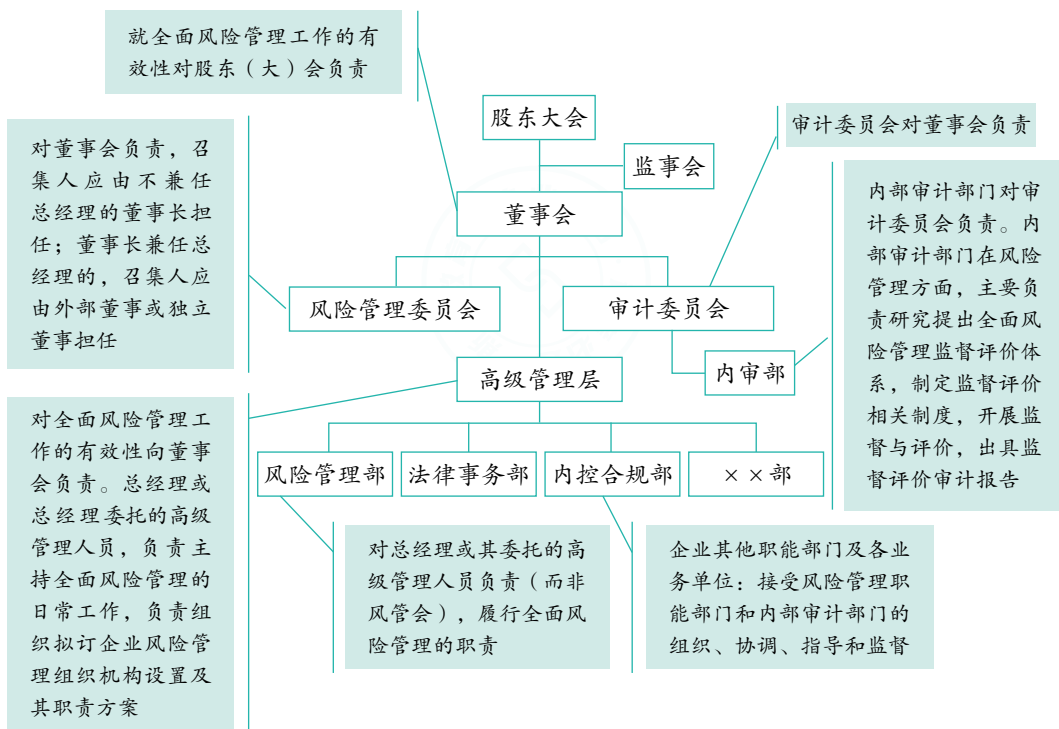 就全面风险管理工作的有
效性对股东（大）会负责
股东大会
监事会
董事会
审计委员会对董事会负责
对董事会负责，召
集人应由不兼任
总经理的董事长担
任；董事长兼任总
经理的，召集人应
由外部董事或独立
董事担任
风险管理委员会
审计委员会
内审部
内部审计部门对审
计委员会负责。内
部审计部门在风险
管理方面，主要负
责研究提出全面风
险管理监督评价体
系，制定监督评价
相关制度，开展监
督与评价，出具监
督评价审计报告
高级管理层
对全面风险管理工
作的有效性向董事
会负责。总经理或
总经理委托的高级
管理人员，负责主
持全面风险管理的
日常工作，负责组
织拟订企业风险管
理组织机构设置及
其职责方案
风险管理部
法律事务部
内控合规部
××部
对总经理或其委托的高
级管理人员负责（而非
风管会），履行全面风
险管理的职责
企业其他职能部门及各业
务单位：接受风险管理职
能部门和内部审计部门的
组织、协调、指导和监督